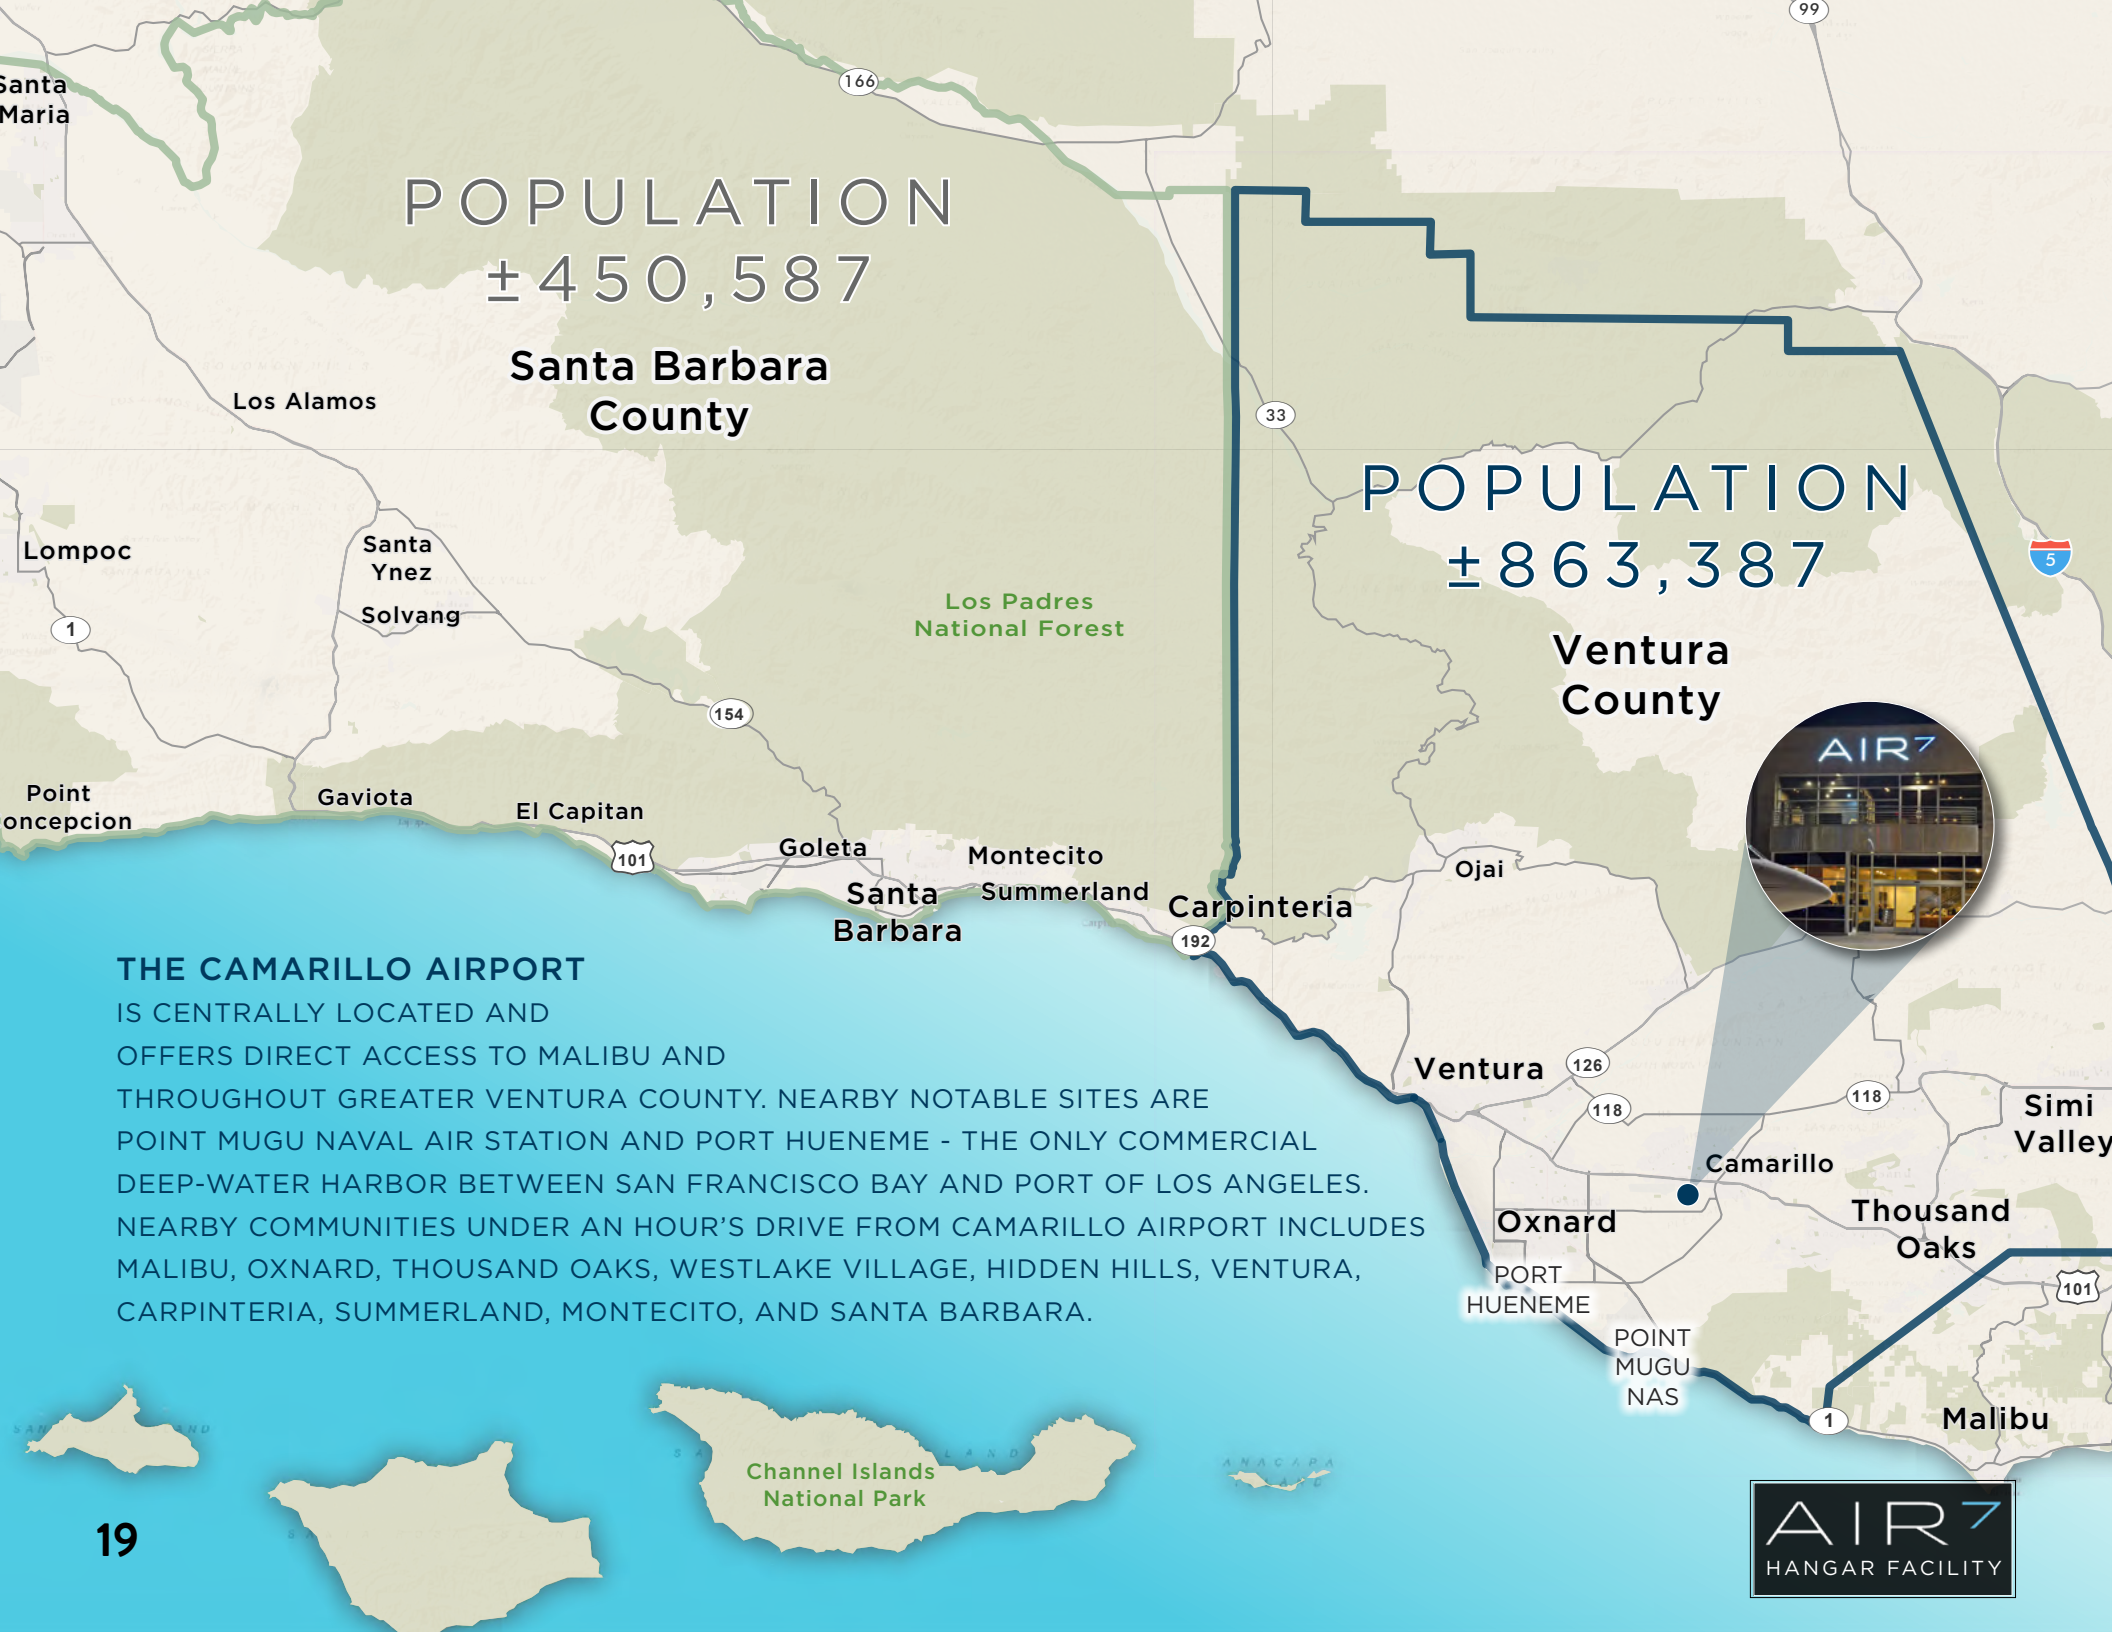 99
166
Santa
Maria
POPULATION
±450,587
Santa Barbara
County
Los Alamos
33
POPULATION
±863,387
Ventura
County
5
Lompoc
Santa
Ynez
Solvang
1
Los Padres
National Forest
154
AIR7
Point
oncepcion
Gaviota
El Capitan
101
Goleta
Montecito
Santa
Barbara
Summerland
Carpinteria
192
Ojai
THE CAMARILLO AIRPORT
IS CENTRALLY LOCATED AND
OFFERS DIRECT ACCESS TO MALIBU AND
THROUGHOUT GREATER VENTURA COUNTY. NEARBY NOTABLE SITES ARE
POINT MUGU NAVAL AIR STATION AND PORT HUENEME - THE ONLY COMMERCIAL
DEEP-WATER HARBOR BETWEEN SAN FRANCISCO BAY AND PORT OF LOS ANGELES.
NEARBY COMMUNITIES UNDER AN HOUR'S DRIVE FROM CAMARILLO AIRPORT INCLUDES
MALIBU, OXNARD, THOUSAND OAKS, WESTLAKE VILLAGE, HIDDEN HILLS, VENTURA,
CARPINTERIA, SUMMERLAND, MONTECITO, AND SANTA BARBARA.
Ventura
126
118
118
Simi
Valley
Camarillo
Oxnard
Thousand
Oaks
PORT
HUENEME
101
POINT
MUGU
NAS
1
Malibu
Channel Islands
National Park
ANACAPA
19
AIR7
HANGAR FACILITY